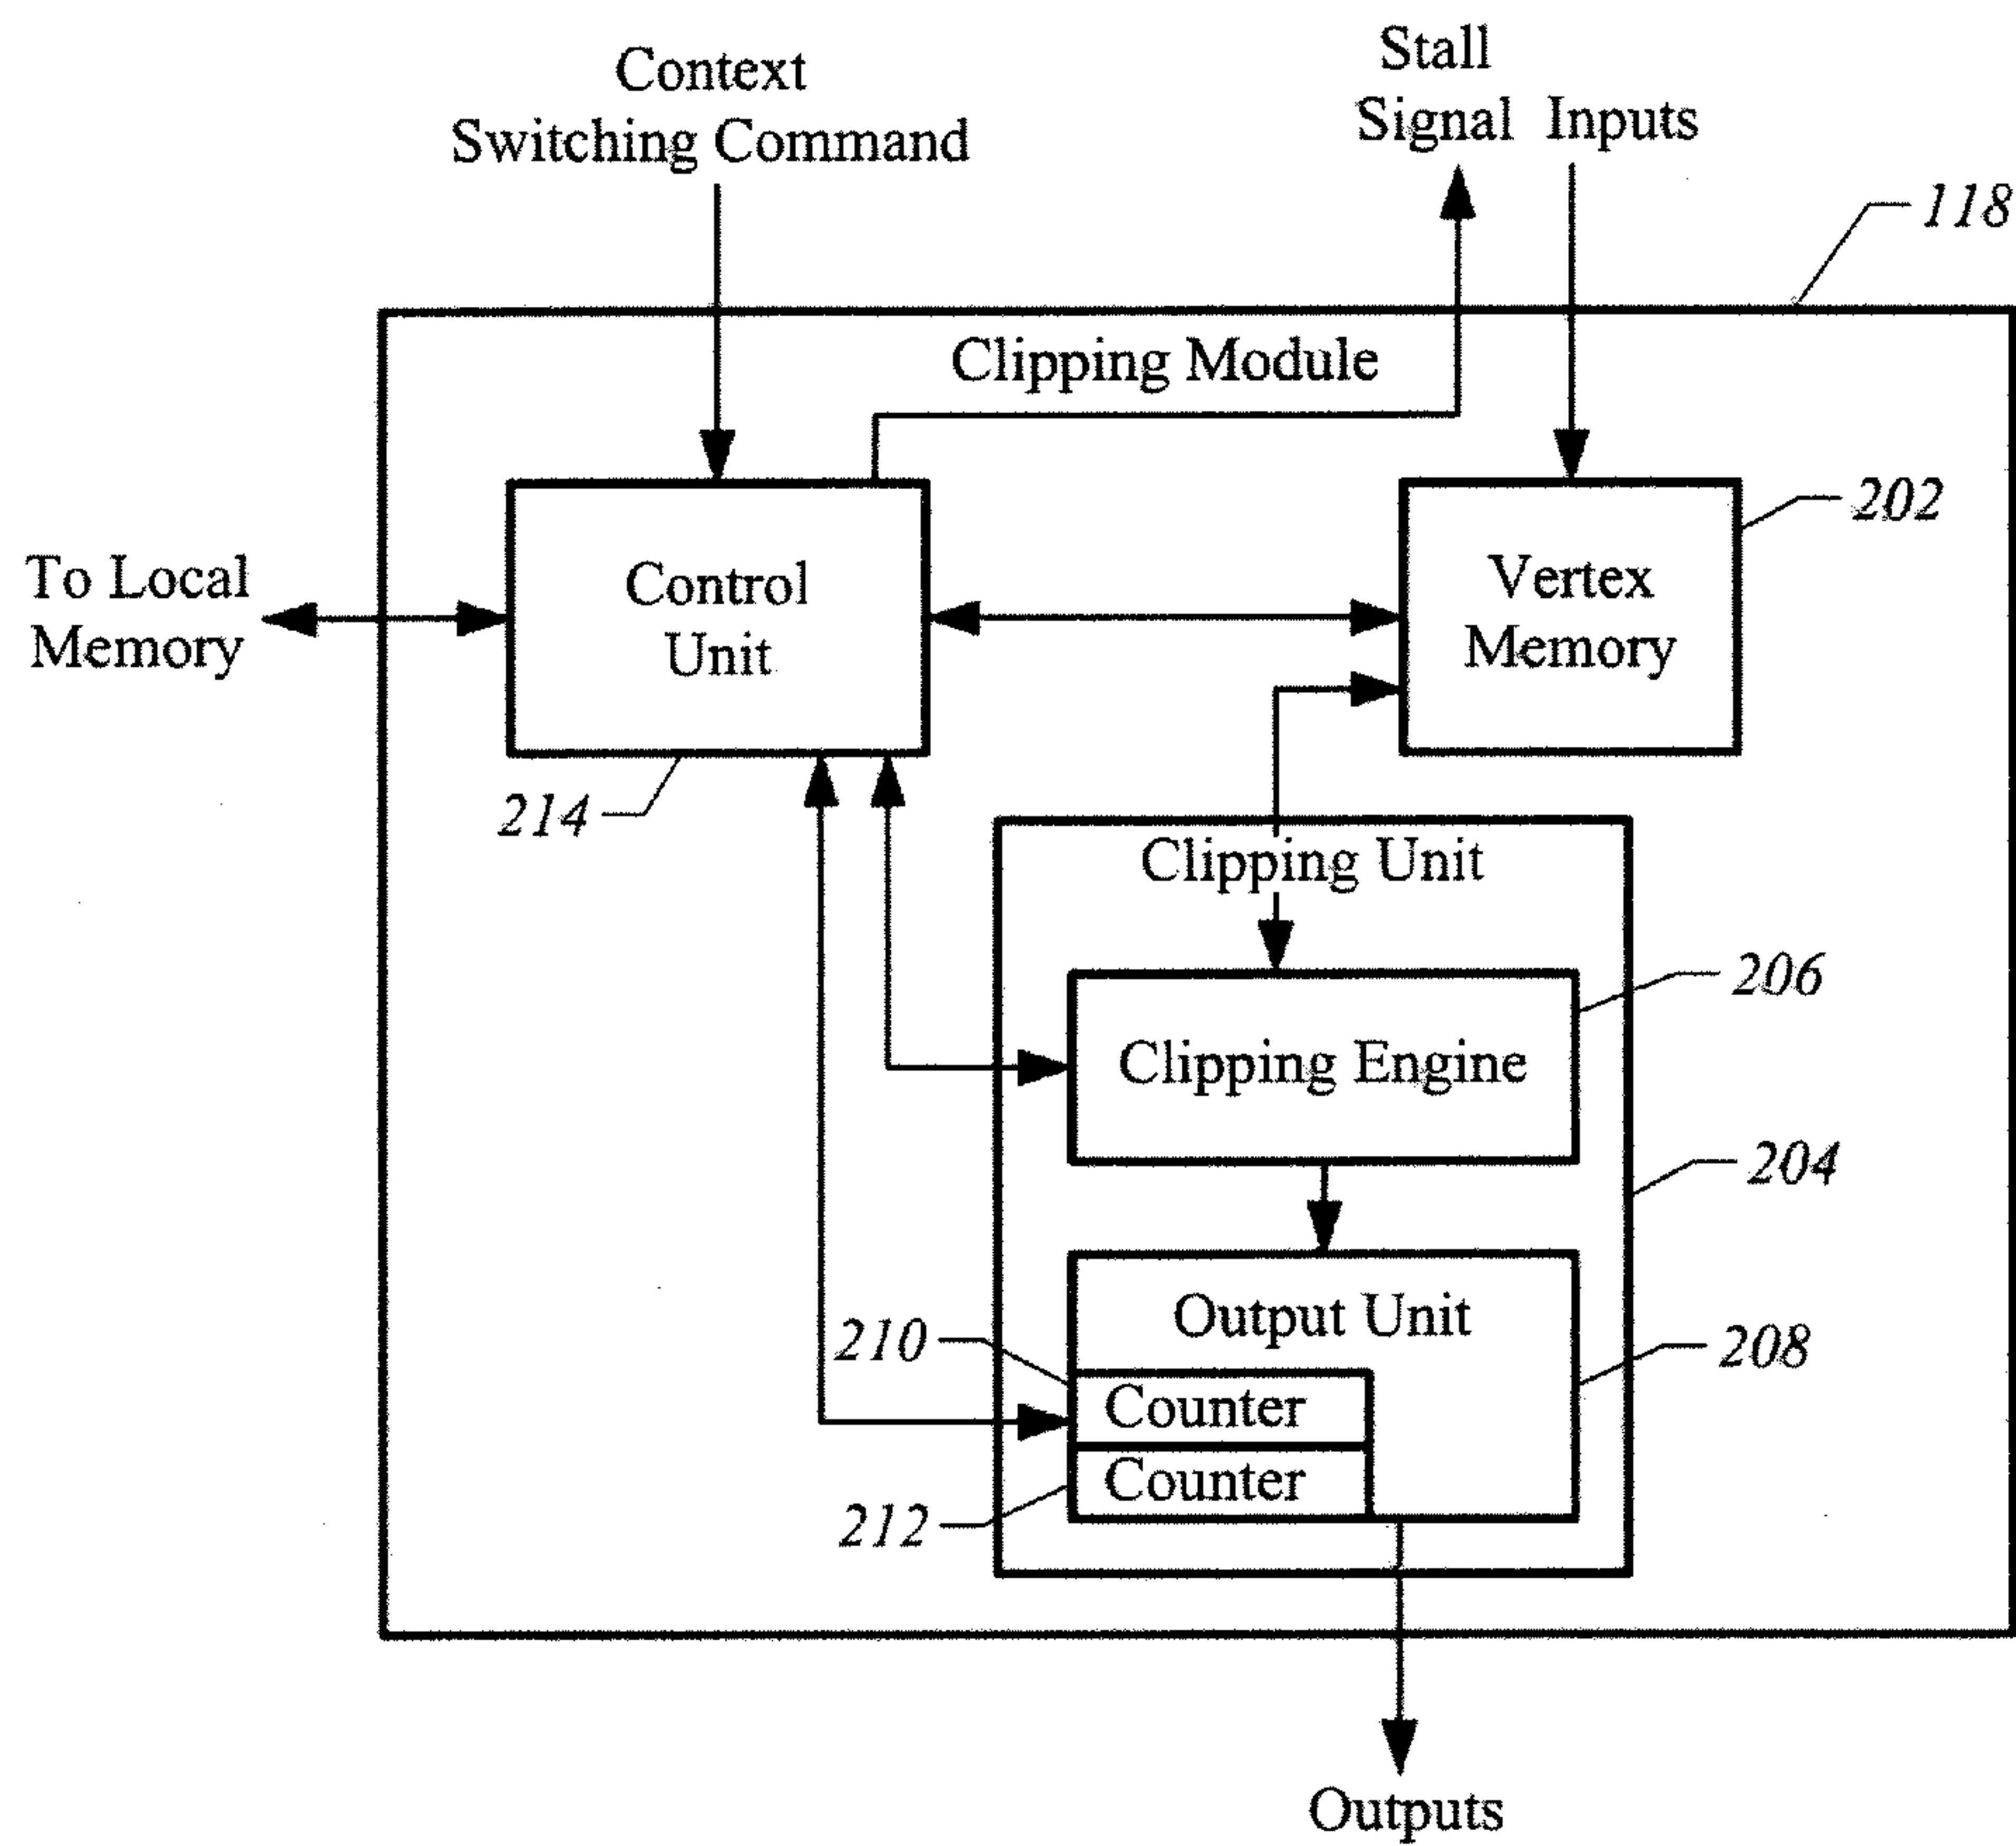 Context
Switching Command
Stall
Signal Inputs
118
Clipping Module
202
To Local
Memory
Control
Unit
Vertex
Memory
214
Clipping Unit
206
Clipping Engine
204
Output Unit
210
208
Counter
Counter
212
Outputs